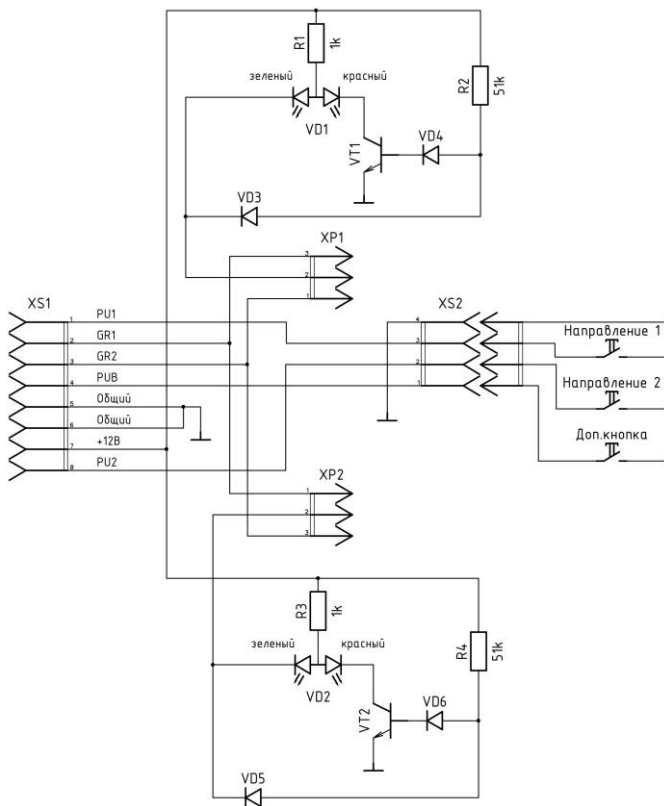 R1
1k
зеленый
красный
R2
51k
VD1
VT1
VD4
VD3
XP1
3
2
1
XS1
XS2
1
PU1
2
GR1
3
GR2
4
PUB
5
Общий
6
Общий
7
+12В
8
PU2
4
3
2
1
Направление 1
Направление 2
Доп.кнопка
XP2
1
2
3
R3
1k
зеленый
красный
R4
51k
VD2
VT2
VD6
VD5